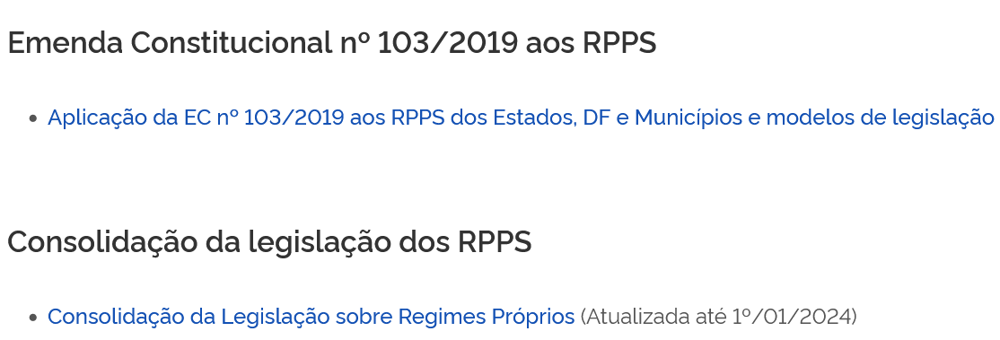 Emenda Constitucional nº 103/2019 aos RPPS
• Aplicação da EC nº 103/2019 aos RPPS dos Estados, DF e Municípios e modelos de legislação
Consolidação da legislação dos RPPS
• Consolidação da Legislação sobre Regimes Próprios (Atualizada até 1º/01/2024)